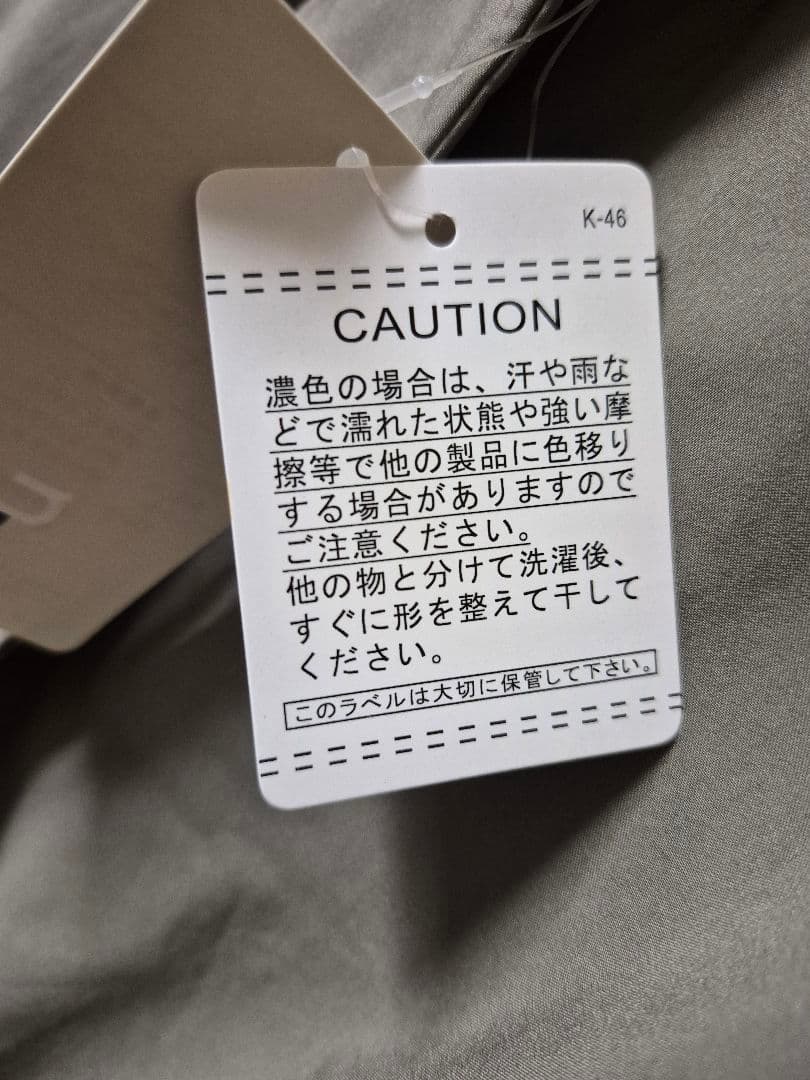 K-46
CAUTION
濃色の場合は、汗や雨な
どで濡れた状態や強い摩
擦等で他の製品に色移り
する場合がありますので
ご注意ください。
他の物と分けて洗濯後、
すぐに形を整えて干して
ください。
このラベルは大切に保管して下さい。